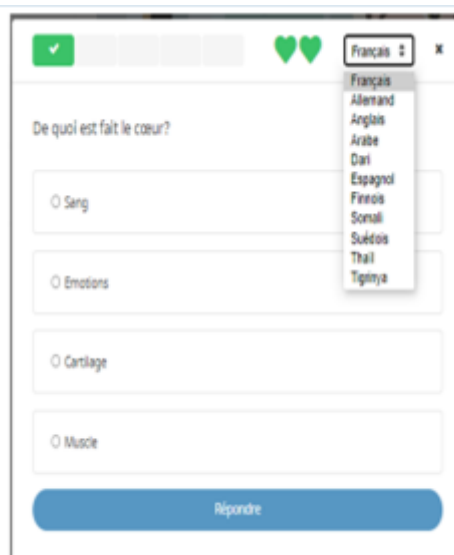 Français
×
Français
Allemand
Anglais
Arabe
Dari
Espagnol
Finnois
Somali
Suédois
Thaïl
Tigrinya
De quoi est fait le cœur?
Sang
Emotions
Cartilage
Muscle
Répondre